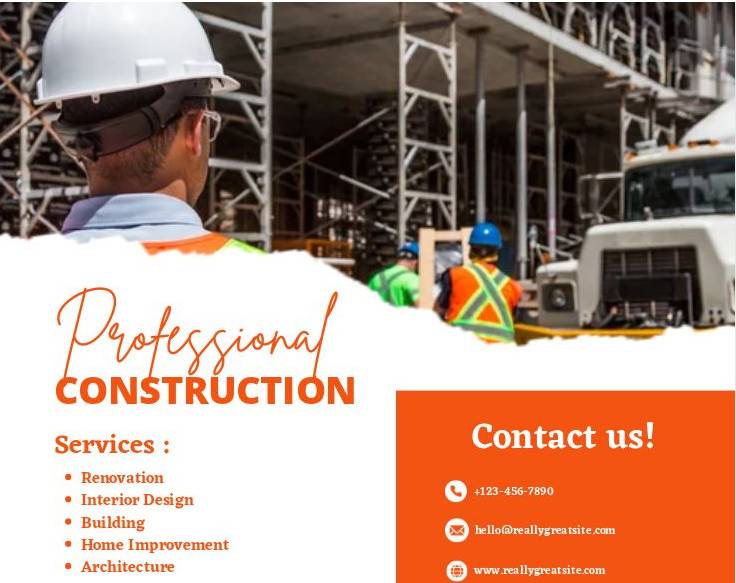 Professional
CONSTRUCTION
Services :
Renovation
Interior Design
Building
Home Improvement
Architecture
Contact us!
+123-456-7890
hello@reallygreatsite.com
www.reallygreatsite.com